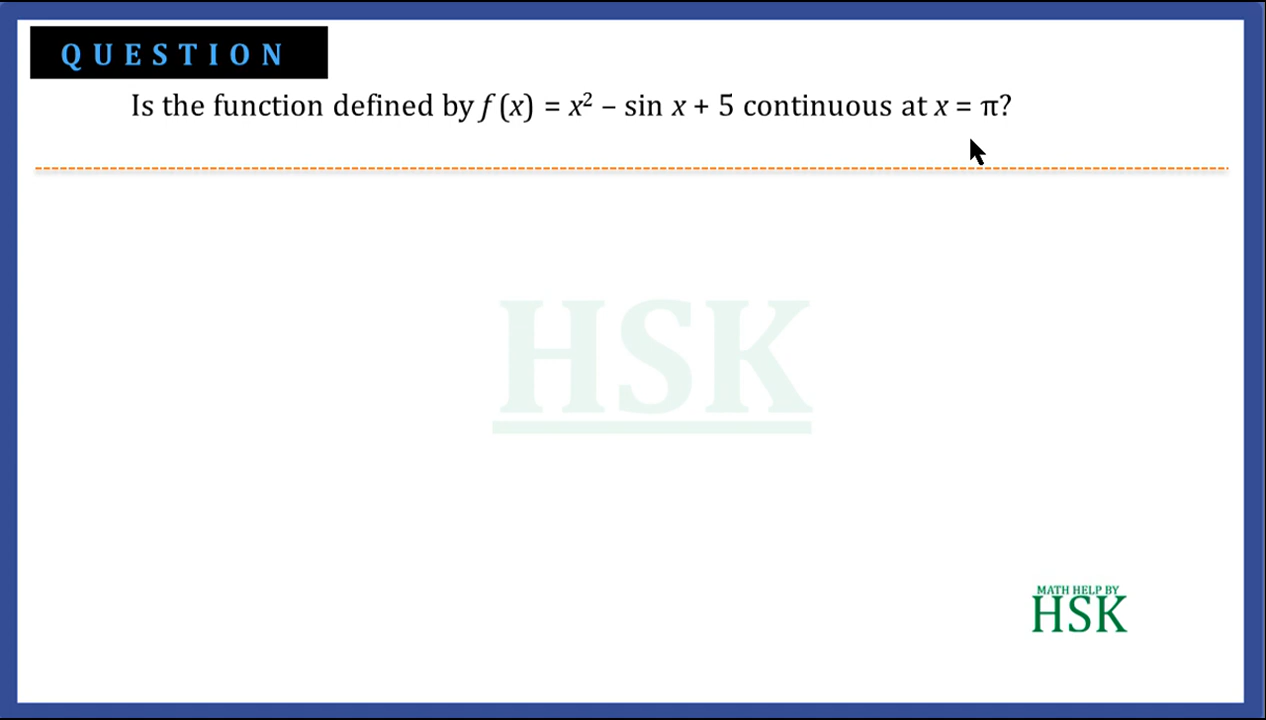 QUESTION
Is the function defined by f (x) = x² – sin x + 5 continuous at x = π?
HSK
MATH HELP BY
HSK